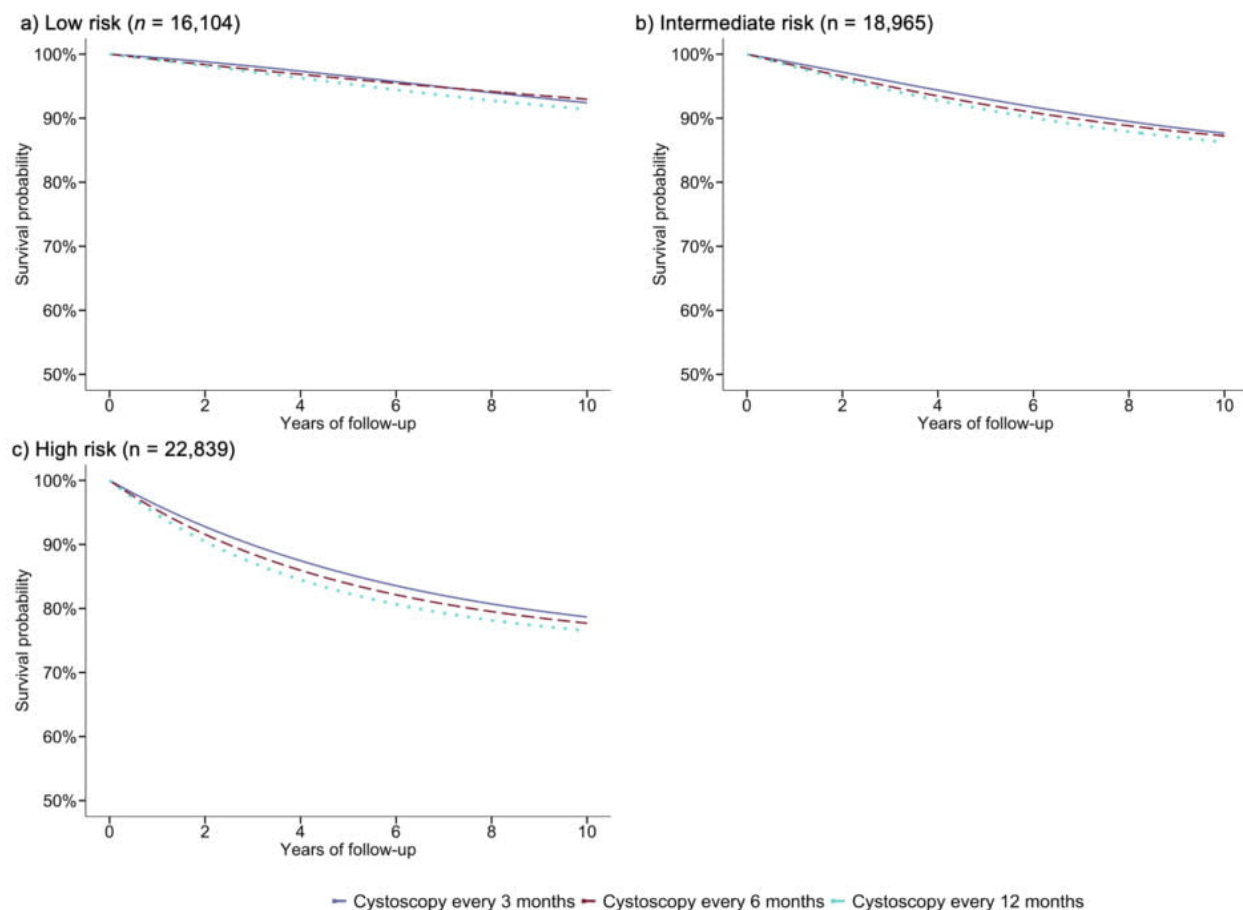 a) Low risk (n = 16,104)
100%
90%
80%
70%
60%
50%
Survival probability
0 2 4 6 8 10
Years of follow-up
b) Intermediate risk (n = 18,965)
100%
90%
80%
70%
60%
50%
Survival probability
0 2 4 6 8 10
Years of follow-up
c) High risk (n = 22,839)
100%
90%
80%
70%
60%
50%
Survival probability
0 2 4 6 8 10
Years of follow-up
Cystoscopy every 3 months Cystoscopy every 6 months Cystoscopy every 12 months